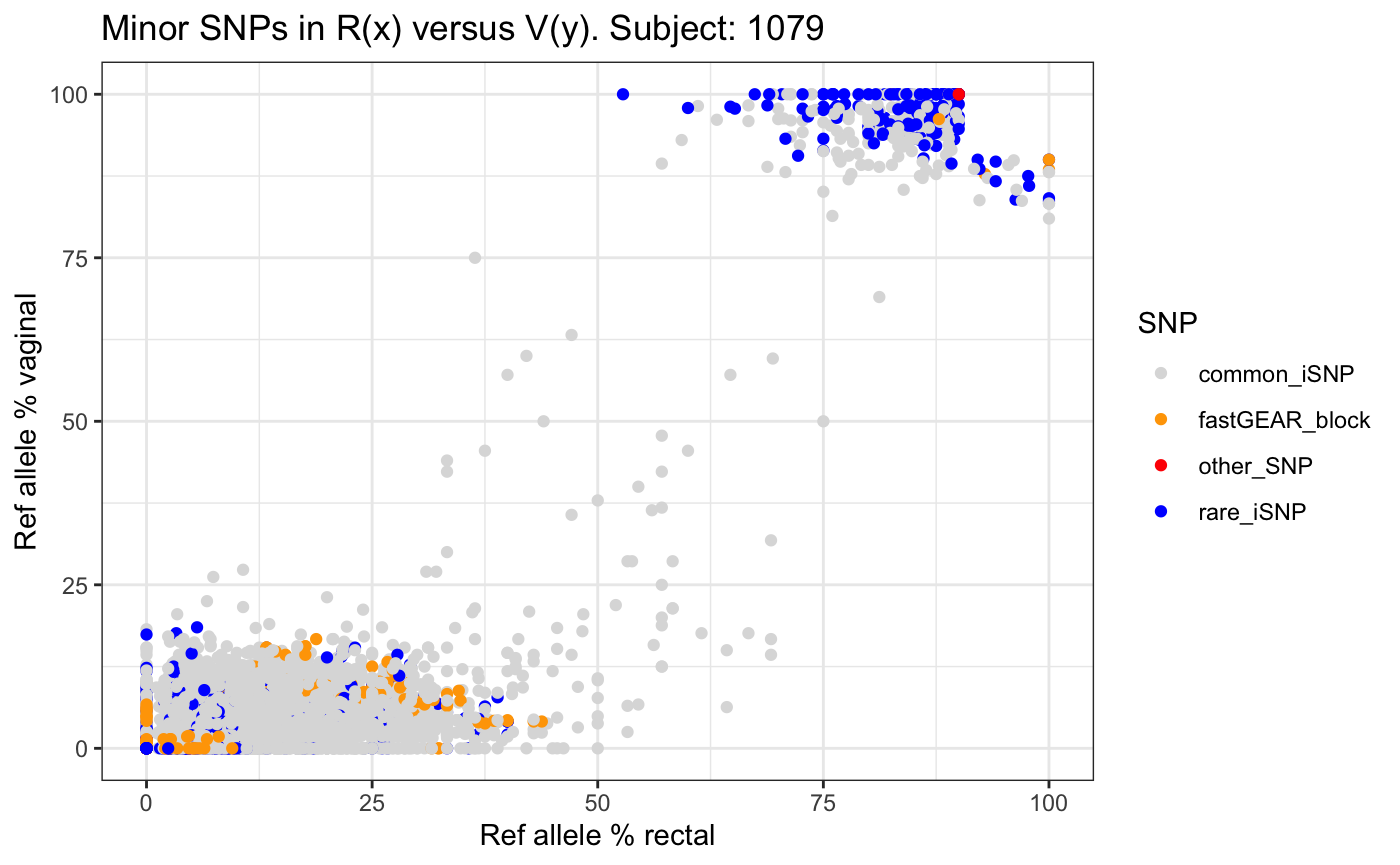 Minor SNPs in R(x) versus V(y). Subject: 1079
Ref allele % vaginal
100
75
50
25
0
0 25 50 75 100
Ref allele % rectal
SNP
common_iSNP
fastGEAR_block
other_SNP
rare_iSNP